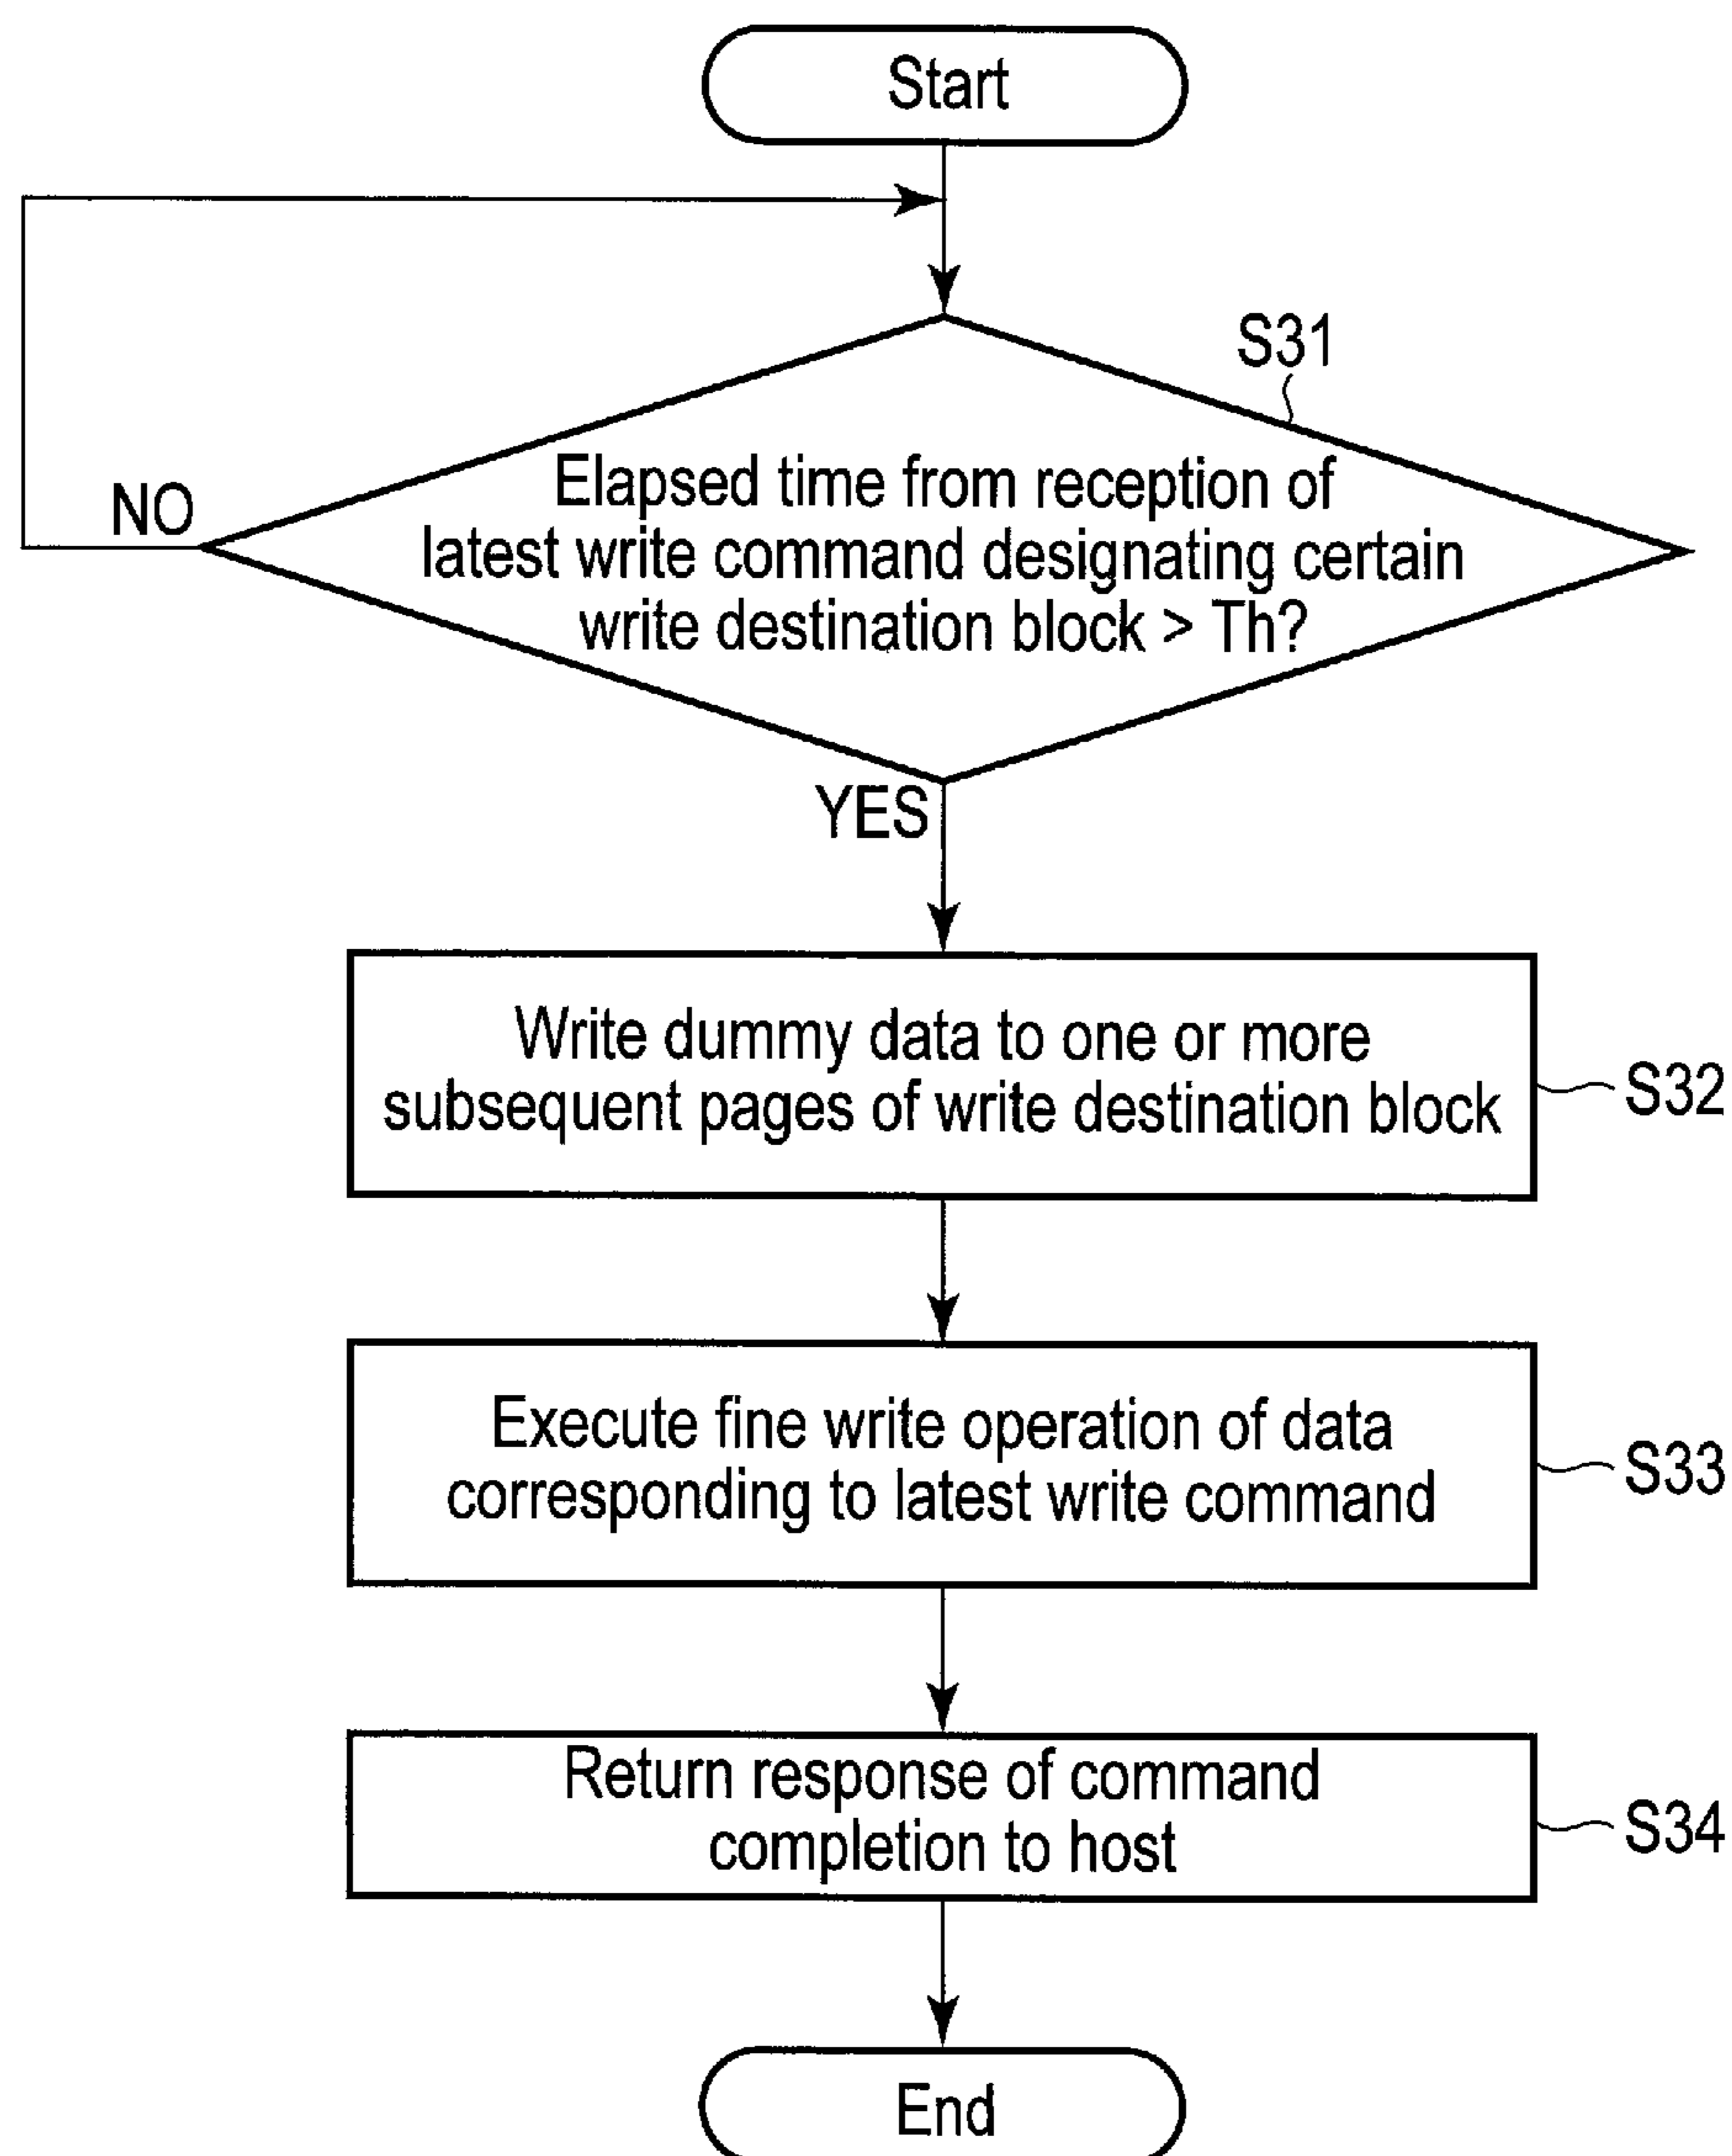 Start
S31
Elapsed time from reception of
latest write command designating certain
write destination block > Th?
NO
YES
Write dummy data to one or more
subsequent pages of write destination block
S32
Execute fine write operation of data
corresponding to latest write command
S33
Return response of command
completion to host
S34
End